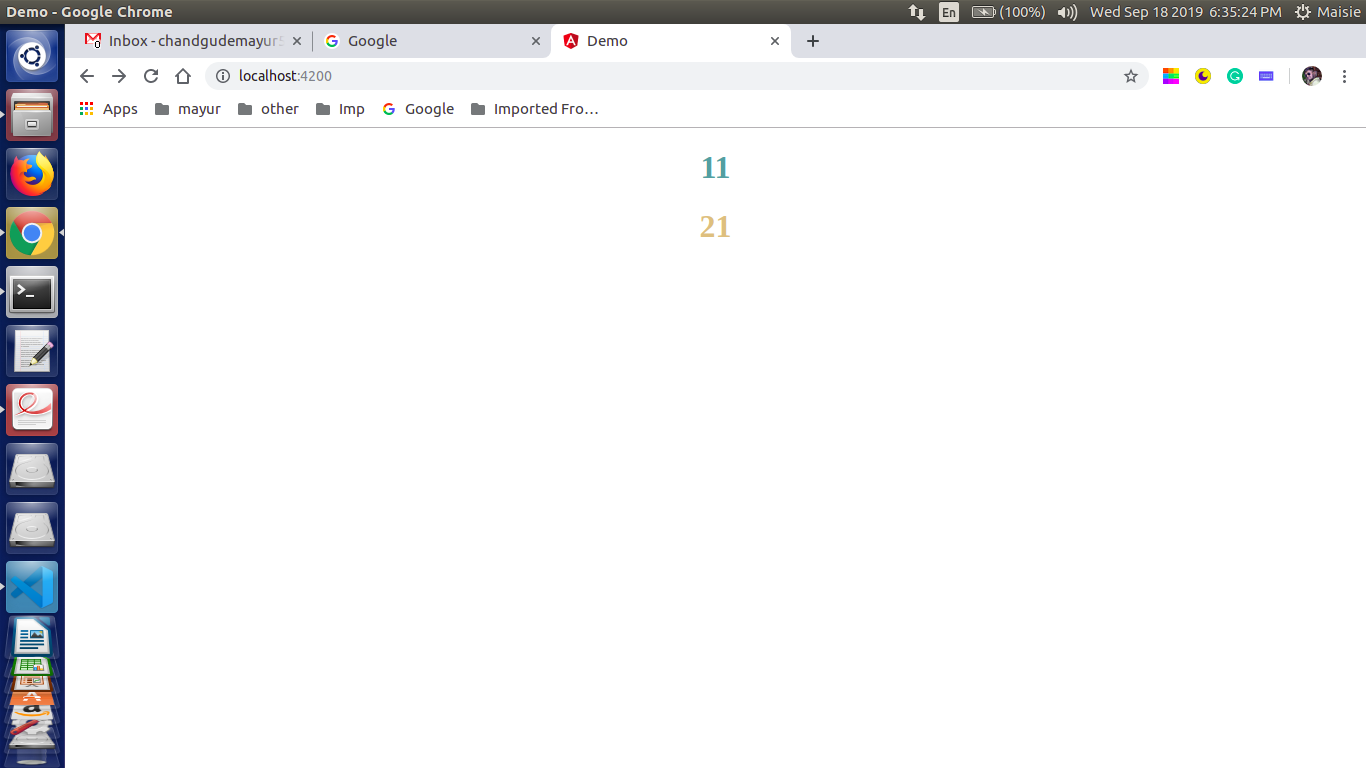 Demo - Google Chrome En (100%) Wed Sep 18 2019 6:35:24 PM Maisie
Inbox - chandgudemayur Google Demo
localhost:4200
Apps mayur other Imp Google Imported Fro...
11
21